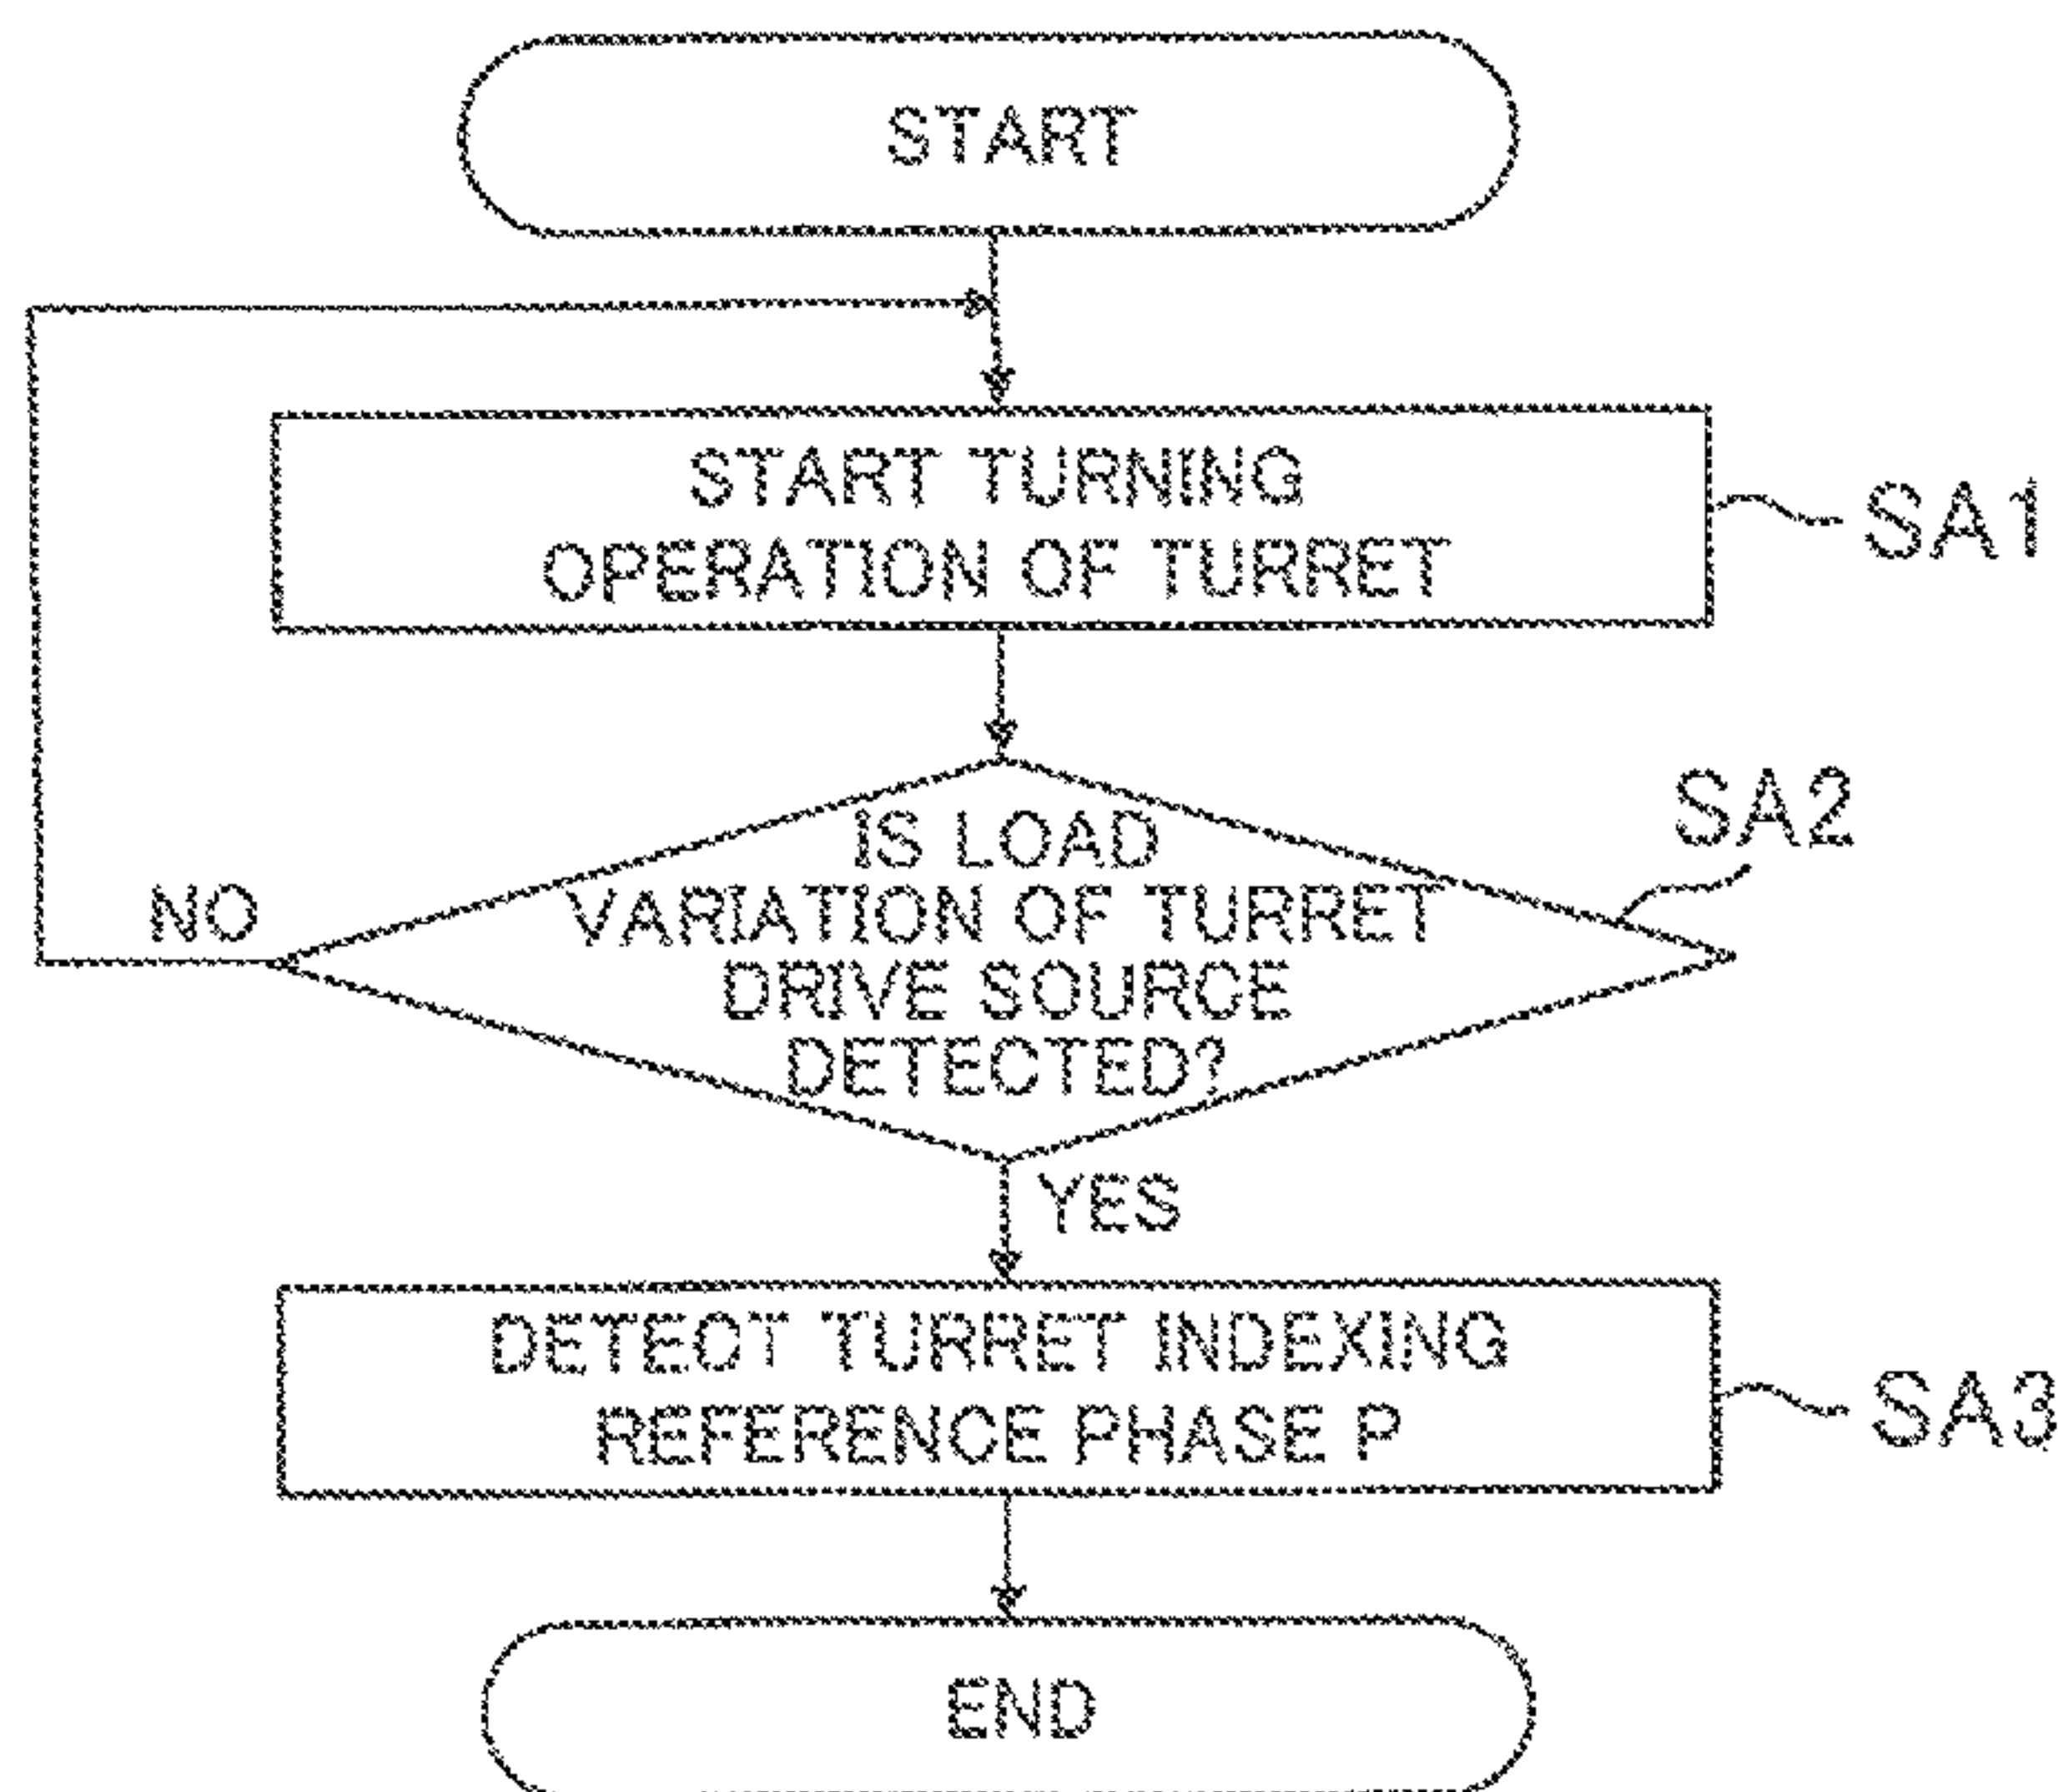 START
START TURNING
OPERATION OF TURRET
SA1
IS LOAD
VARIATION OF TURRET
DRIVE SOURCE
DETECTED?
SA2
NO
YES
DETECT TURRET INDEXING
REFERENCE PHASE P
SA3
END